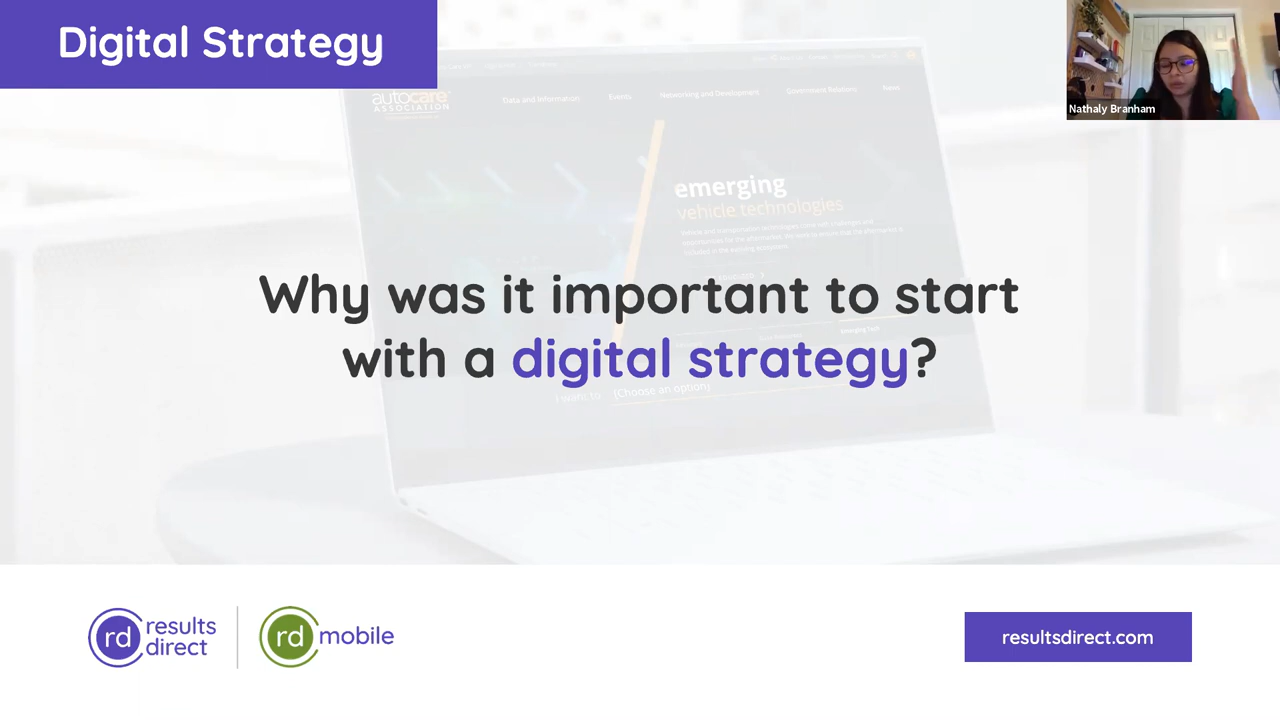 Digital Strategy
Nathaly Branham
autocare
ASSOCIATION
Data and Information Events Networking and Development Government Relations News
emerging
vehicle technologies
Emerging Tech
I want to (Choose an option)
Why was it important to start
with a digital strategy?
rd results
direct
rd mobile
resultsdirect.com